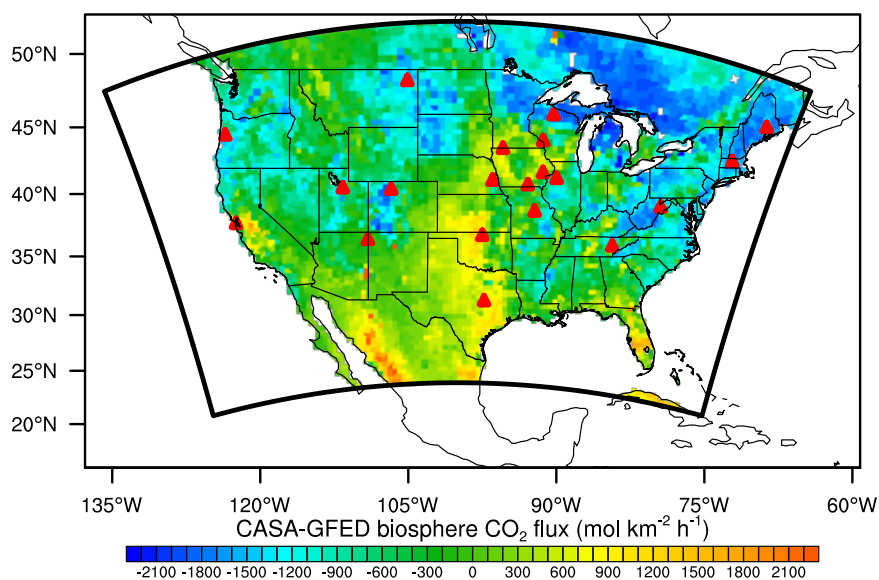 50°N
45°N
40°N
35°N
30°N
25°N
20°N
135°W 120°W 105°W 90°W 75°W 60°W
CASA-GFED biosphere CO₂ flux (mol km⁻² h⁻¹)
-2100 -1800 -1500 -1200 -900 -600 -300 0 300 600 900 1200 1500 1800 2100